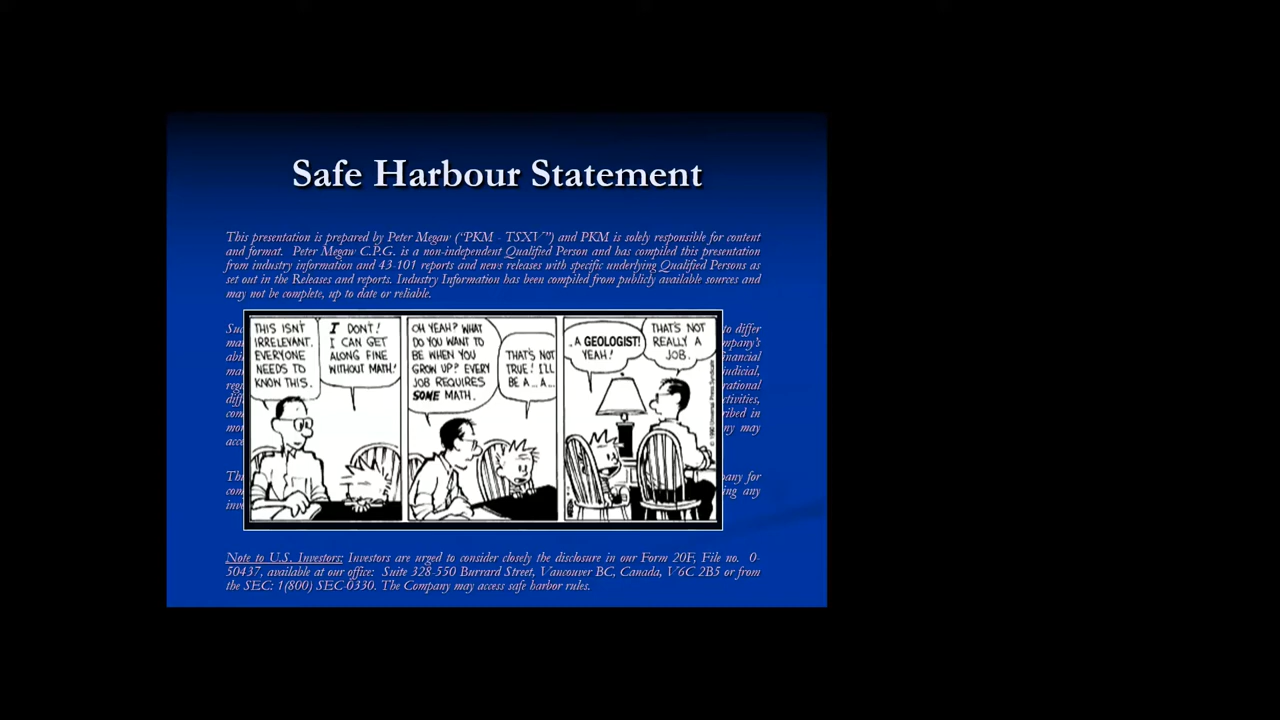 Safe Harbour Statement
This presentation is prepared by Peter Megaw ("PKM - TSXV") and PKM is solely responsible for content
and format. Peter Megaw C.P.G. is a non-independent Qualified Person and has compiled this presentation
from industry information and 43-101 reports and news releases with specific underlying Qualified Persons as
set out in the Releases and reports. Industry Information has been compiled from publicly available sources and
may not be complete, up to date or reliable.
to differ
THIS ISN'T
IRRELEVANT.
EVERYONE
NEEDS TO
KNOW THIS.
I DON'T!
I CAN GET
ALONG FINE
WITHOUT MATH!
OH YEAH? WHAT
DO YOU WANT TO
BE WHEN YOU
GROW UP? EVERY
JOB REQUIRES
SOME MATH.
THAT'S NOT
TRUE! I'LL
BE A... A...
...A GEOLOGIST!
YEAH!
THAT'S NOT
REALLY A
JOB.
may
for
any
Note to U.S. Investors: Investors are urged to consider closely the disclosure in our Form 20F, File no. 0-
50437, available at our office: Suite 328-550 Burrard Street, Vancouver BC, Canada, V6C 2B5 or from
the SEC: 1(800) SEC-0330. The Company may access safe harbor rules.